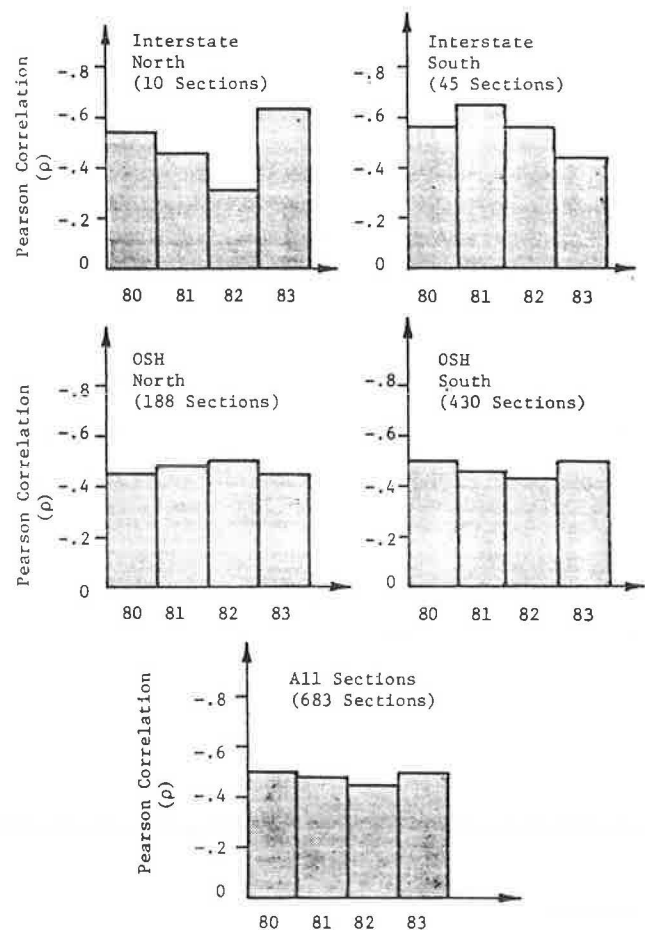 Interstate
North
(10 Sections)
Pearson Correlation
(ρ)
-.8
-.6
-.4
-.2
0
80 81 82 83
Interstate
South
(45 Sections)
-.8
-.6
-.4
-.2
0
80 81 82 83
OSH
North
(188 Sections)
Pearson Correlation
(ρ)
-.8
-.6
-.4
-.2
0
80 81 82 83
OSH
South
(430 Sections)
-.8
-.6
-.4
-.2
0
80 81 82 83
All Sections
(683 Sections)
Pearson Correlation
(ρ)
-.8
-.6
-.4
-.2
0
80 81 82 83